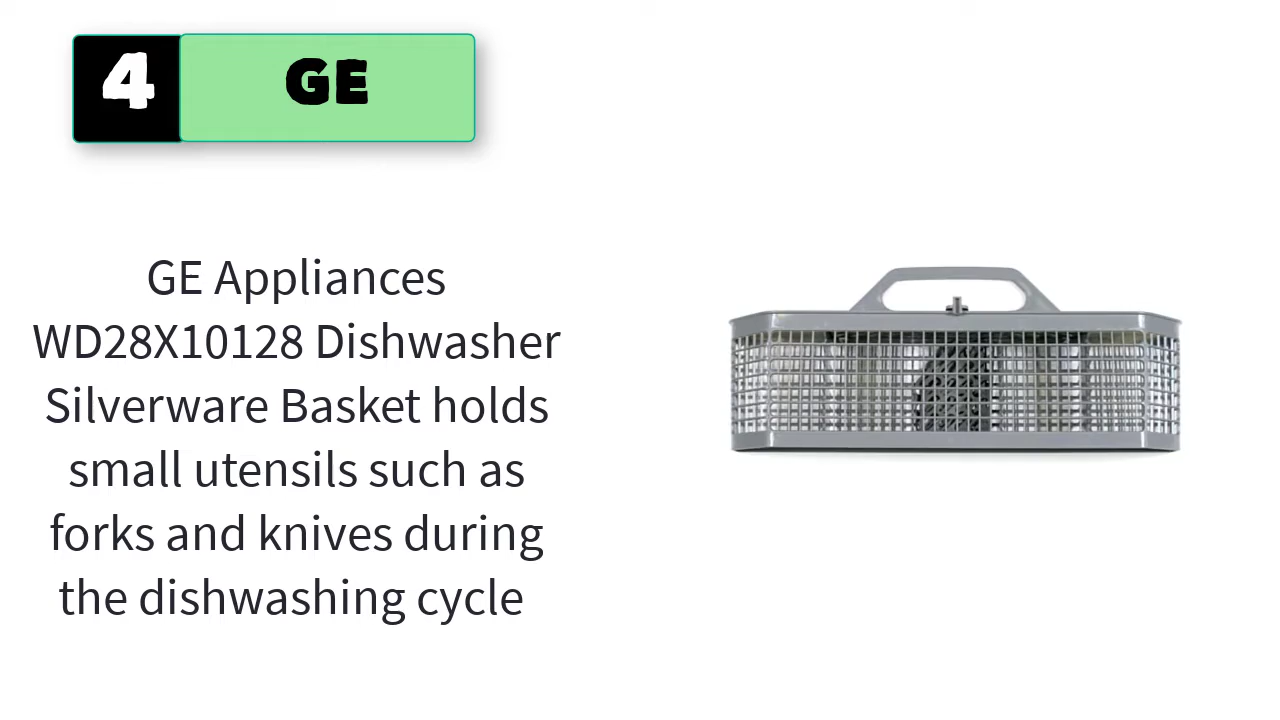 4 GE
GE Appliances
WD28X10128 Dishwasher
Silverware Basket holds
small utensils such as
forks and knives during
the dishwashing cycle